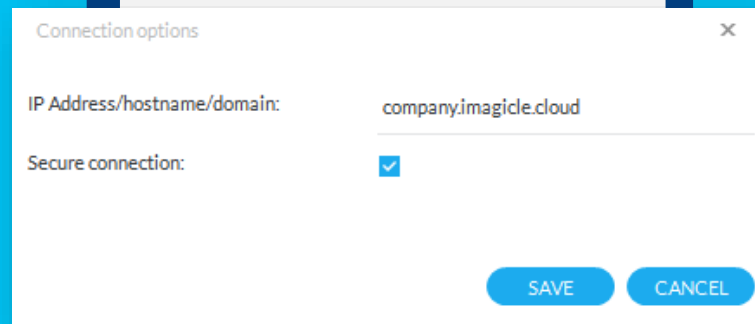 Connection options
IP Address/hostname/domain: company.imagicle.cloud
Secure connection:
SAVE CANCEL